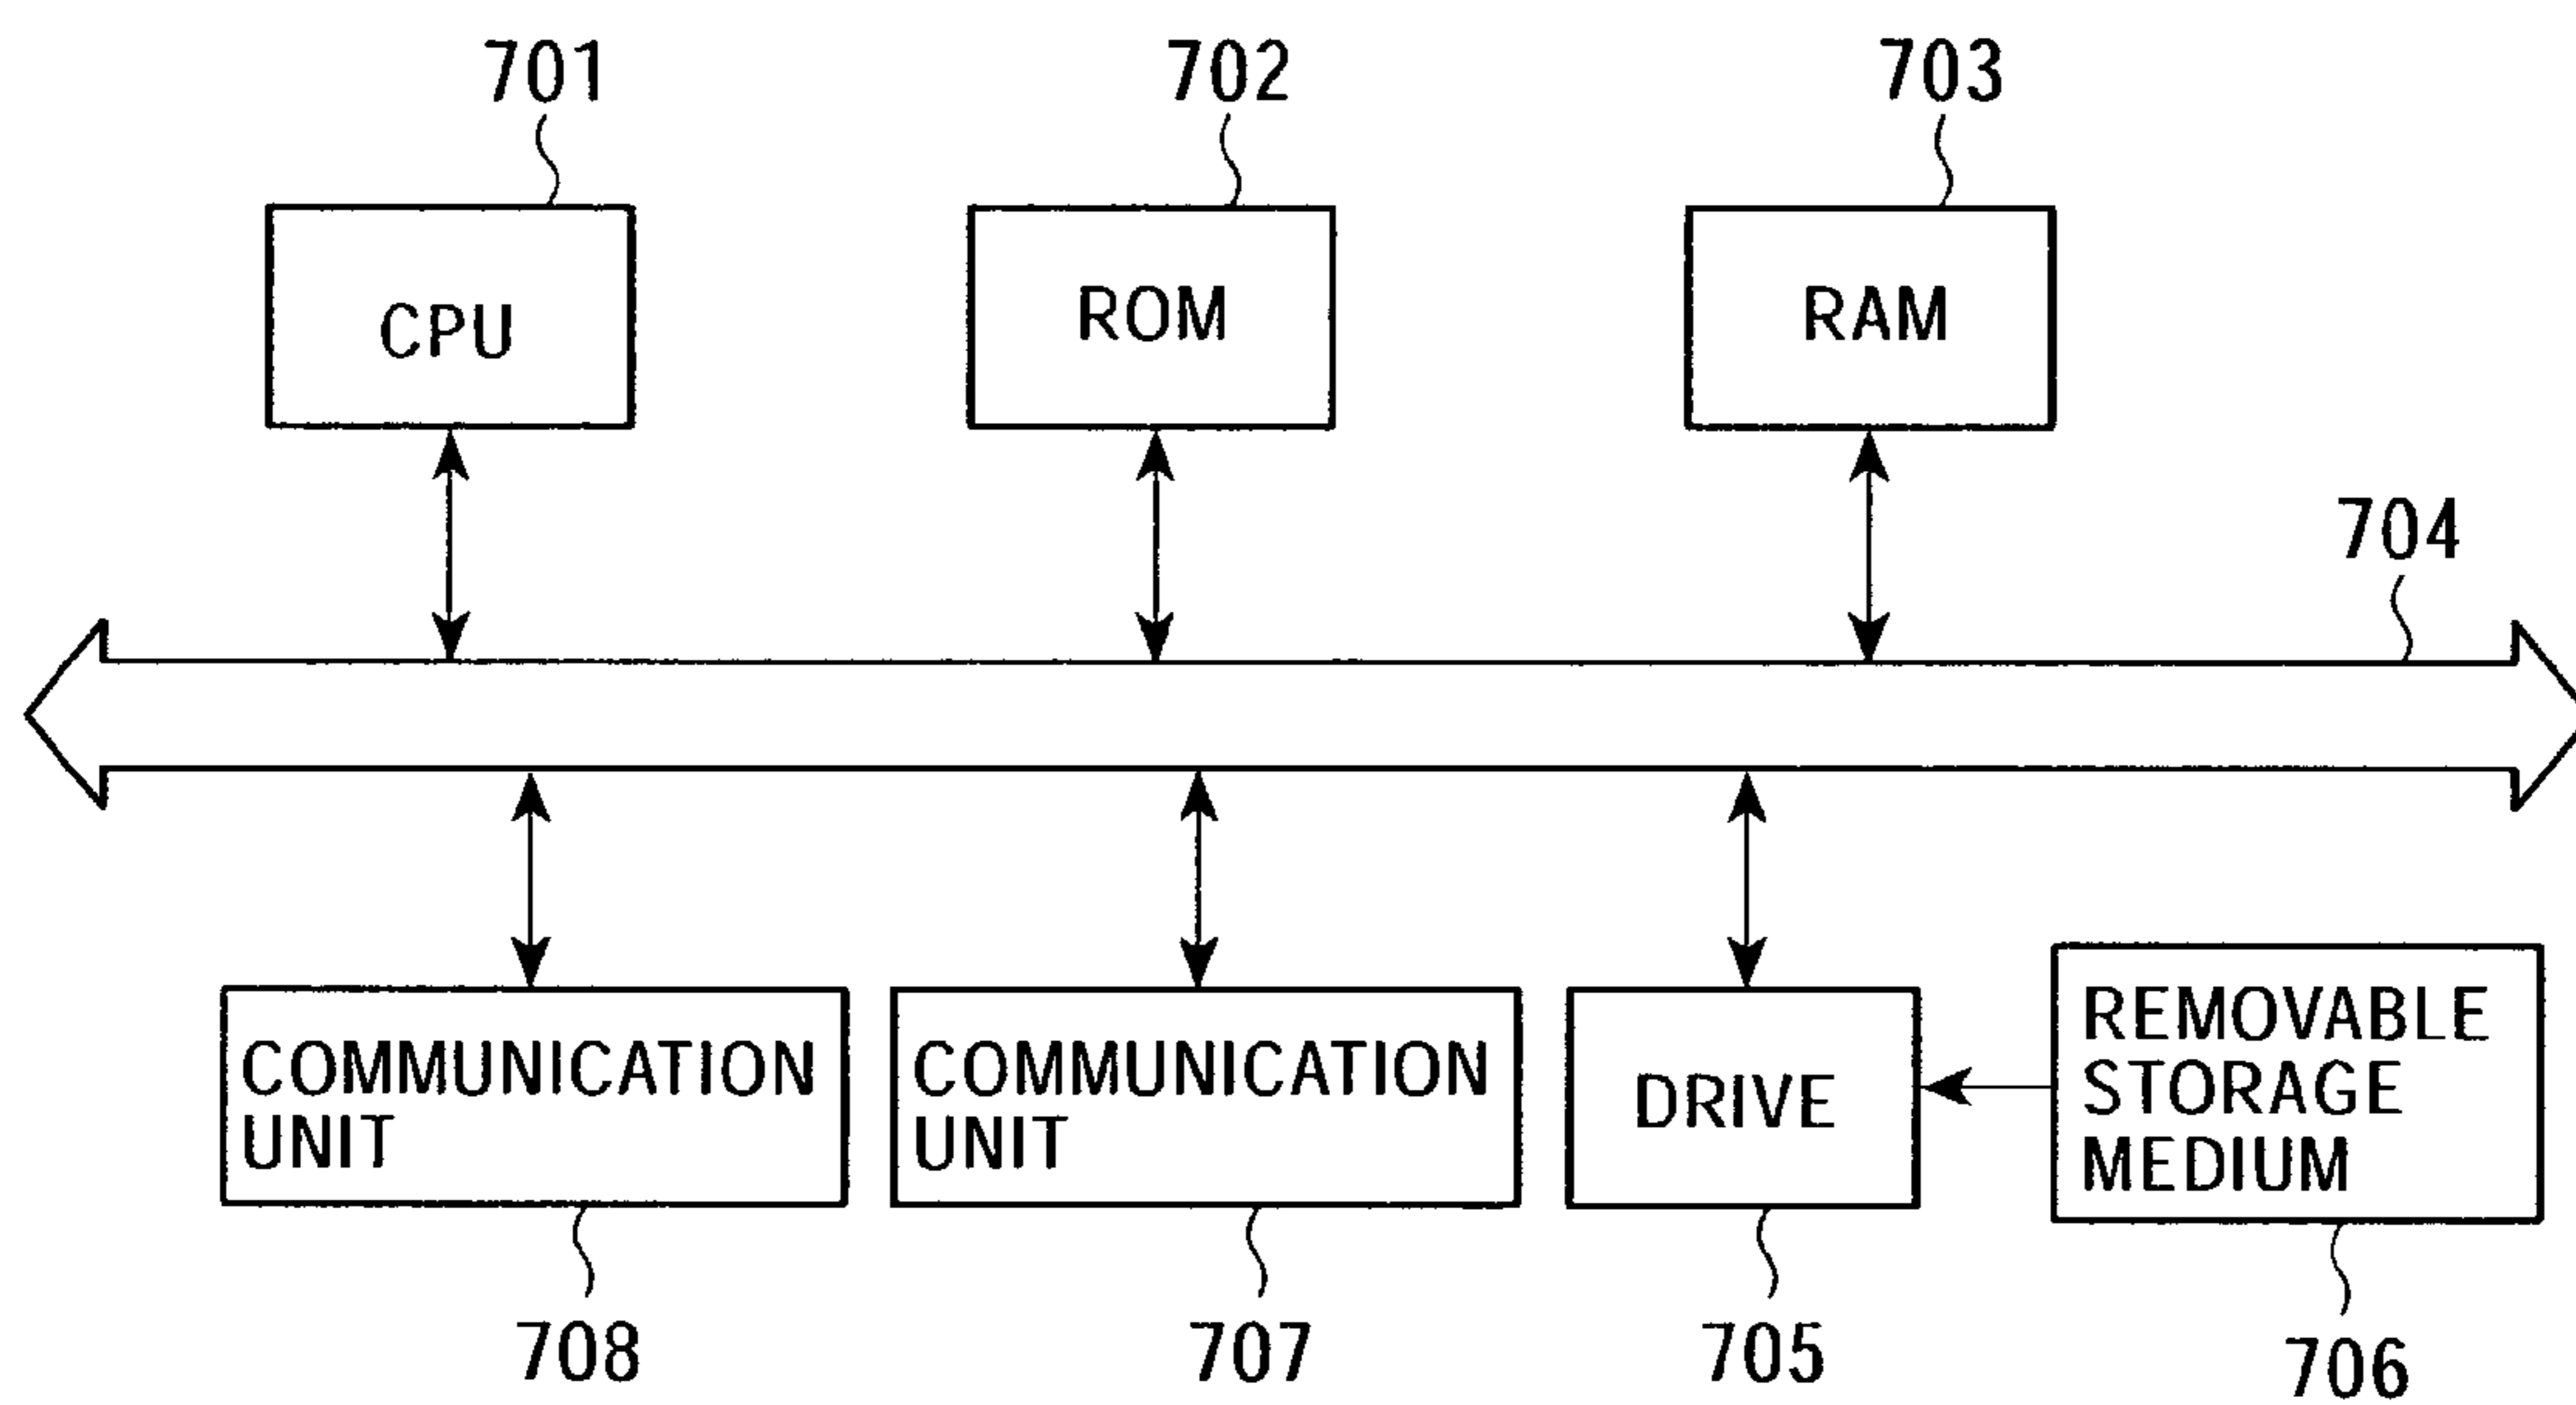 701
702
703
CPU
ROM
RAM
704
COMMUNICATION
UNIT
COMMUNICATION
UNIT
DRIVE
REMOVABLE
STORAGE
MEDIUM
708
707
705
706